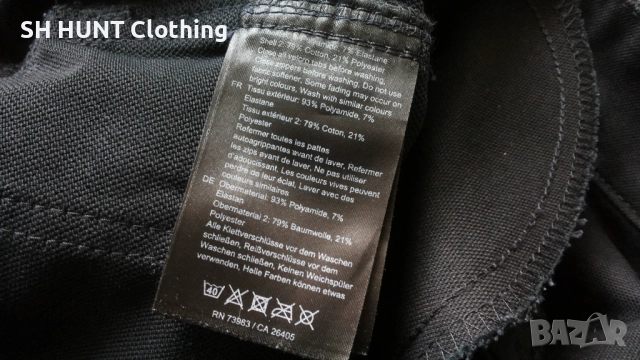 SH HUNT Clothing
7% Elastane
Shell 2: 79% Cotton, 21% Polyester
Close all velcro tabs before washing,
Close zippers before washing, Do not use
fabric softener, Some fading may occur on
bright colours, Wash with similar colours
FR Tissu extérieur: 93% Polyamide, 7%
Elastane
Tissu extérieur 2: 79% Coton, 21%
Polyester
Refermer toutes les pattes
autoagrippantes avant de laver, Refermer
les zips avant de laver, Ne pas utiliser
d'adoucissant, Les couleurs vives peuvent
perdre de leur éclat, Laver avec des
couleurs similaires
DE Obermaterial: 93% Polyamide, 7%
Elastan
Obermaterial 2: 79% Baumwolle, 21%
Polyester
Alle Klettverschlüsse vor dem Waschen
schließen, Reißverschlüsse vor dem
Waschen schließen, Keinen Weichspüler
verwenden, Helle Farben können etwas
40
RN 73983 / CA 26405
BAZAR